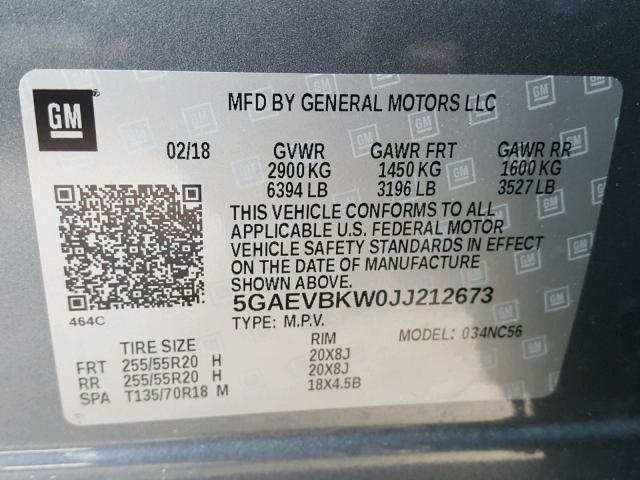 GM
MFD BY GENERAL MOTORS LLC
02/18 GVWR GAWR FRT GAWR RR
2900 KG 1450 KG 1600 KG
6394 LB 3196 LB 3527 LB
THIS VEHICLE CONFORMS TO ALL
APPLICABLE U.S. FEDERAL MOTOR
VEHICLE SAFETY STANDARDS IN EFFECT
ON THE DATE OF MANUFACTURE
SHOWN ABOVE.
5GAEVBKW0JJ212673
464C
TYPE: M.P.V. MODEL: 034NC56
TIRE SIZE RIM
FRT 255/55R20 H 20X8J
RR 255/55R20 H 20X8J
SPA T135/70R18 M 18X4.5B